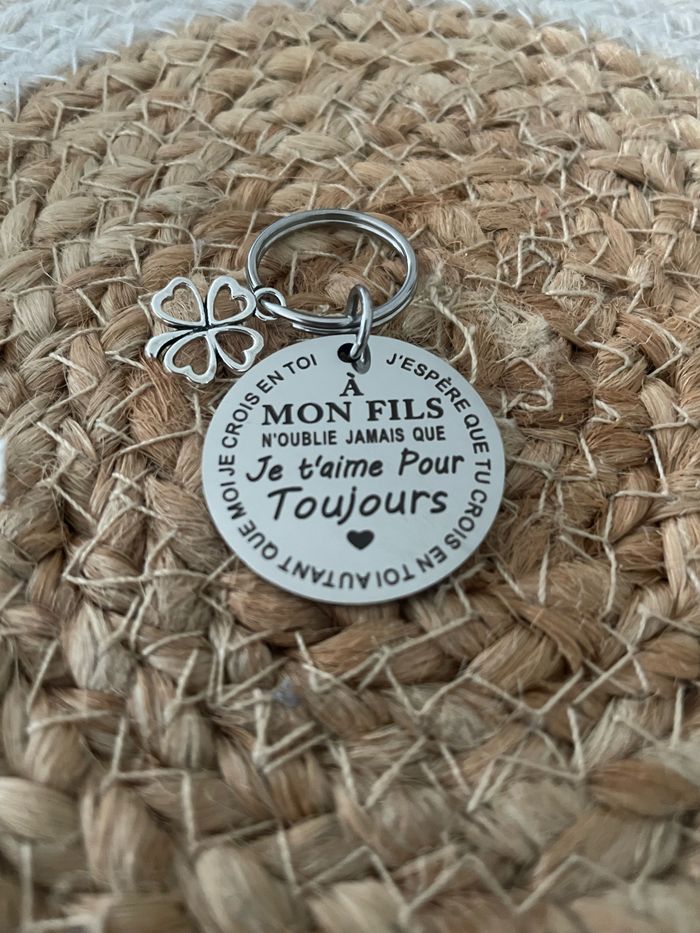 À
MON FILS
N'OUBLIE JAMAIS QUE
Je t'aime Pour
Toujours
J'ESPÈRE QUE TU CROIS EN TOI AUTANT QUE MOI JE CROIS EN TOI